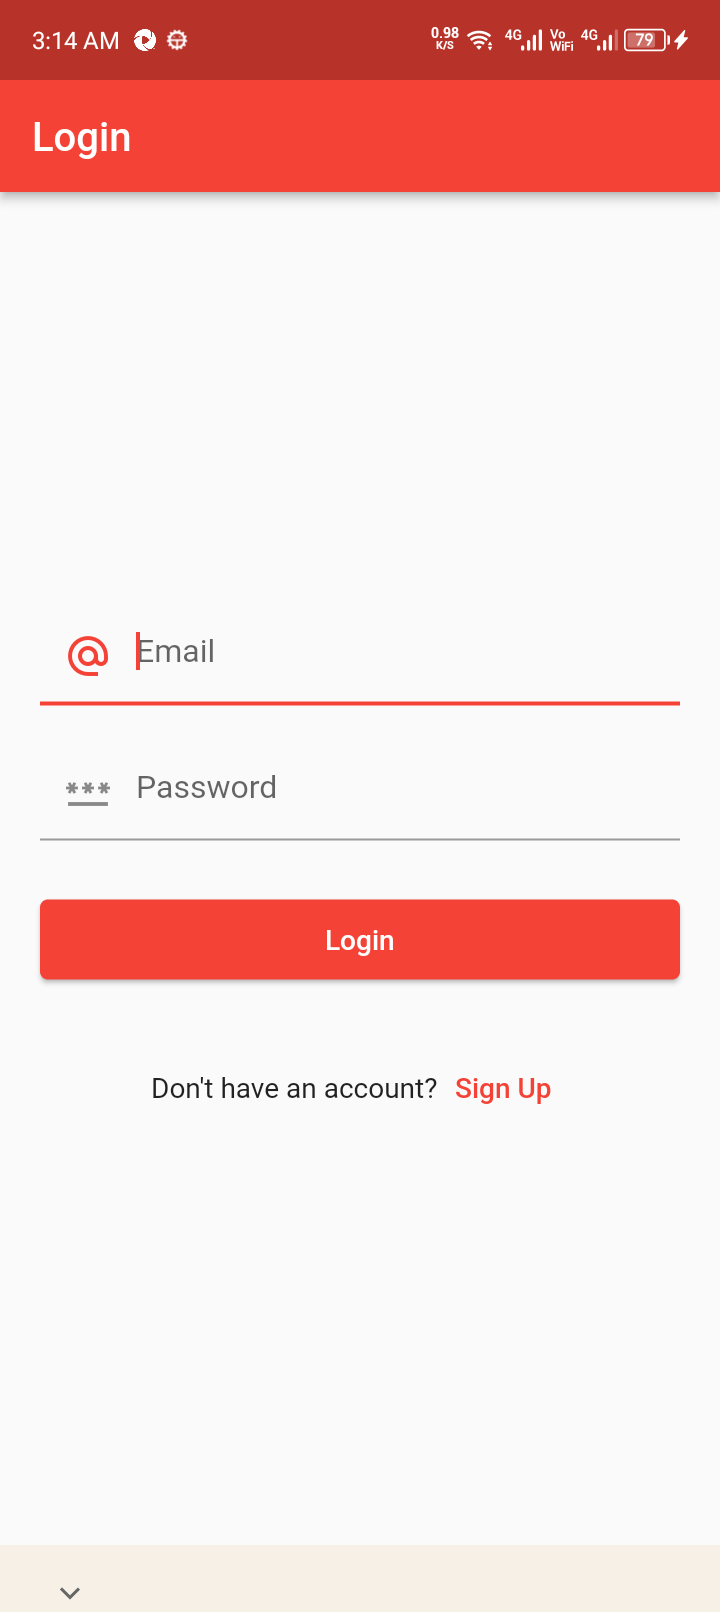 3:14 AM 0.98 K/S 4G Vo WiFi 4G 79
Login
Email
*** Password
Login
Don't have an account? Sign Up